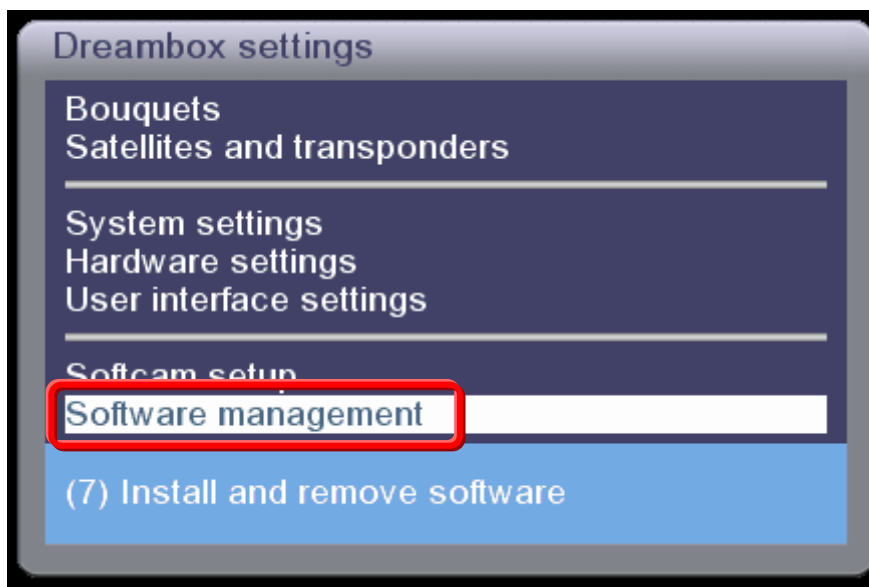 Dreambox settings
Bouquets
Satellites and transponders
System settings
Hardware settings
User interface settings
Softcam setup
Software management
(7) Install and remove software